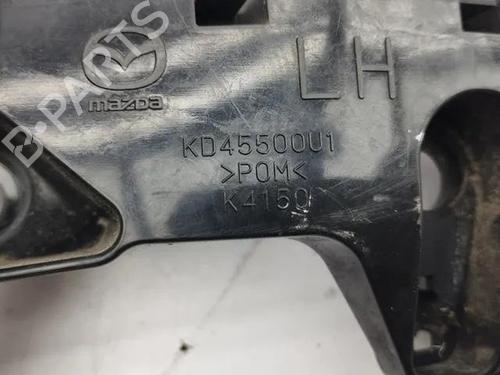 B-PARTS
mazda
LH
KD45500U1
>POM<
K4150